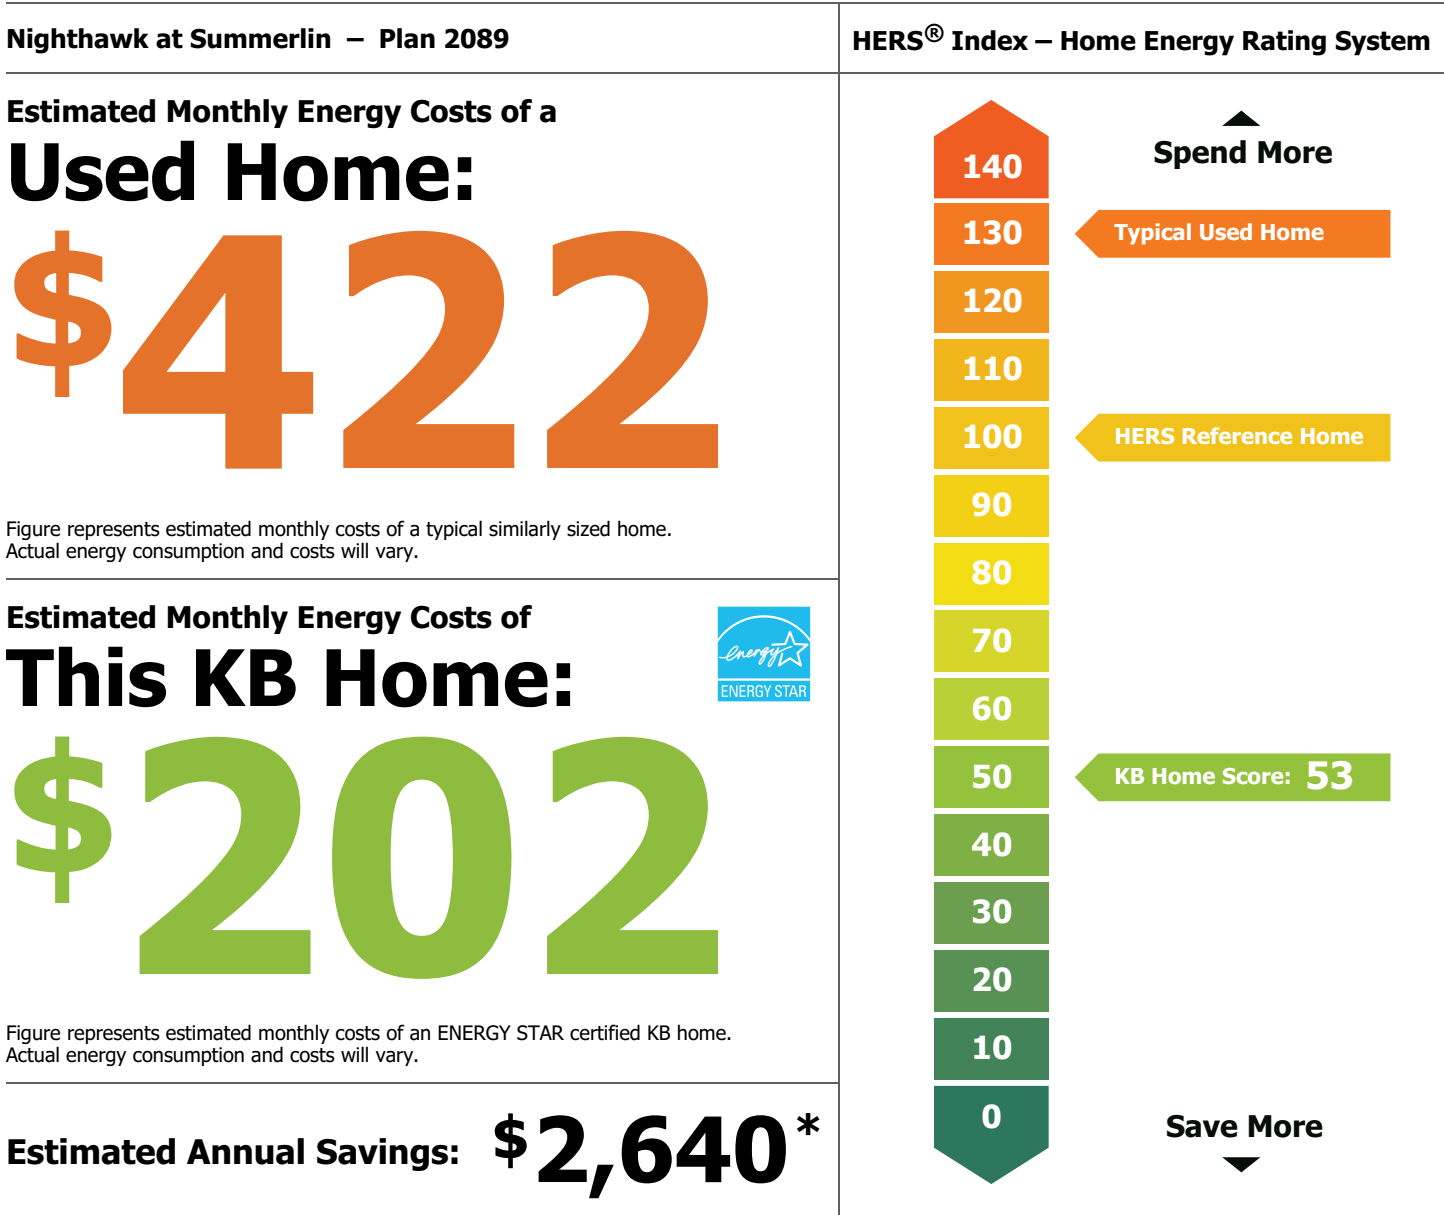 Nighthawk at Summerlin – Plan 2089
Estimated Monthly Energy Costs of a
Used Home:
$422
Figure represents estimated monthly costs of a typical similarly sized home.
Actual energy consumption and costs will vary.
Estimated Monthly Energy Costs of
This KB Home:
energy
ENERGY STAR
$202
Figure represents estimated monthly costs of an ENERGY STAR certified KB home.
Actual energy consumption and costs will vary.
Estimated Annual Savings: $2,640*
HERS® Index – Home Energy Rating System
Spend More
140
130 Typical Used Home
120
110
100 HERS Reference Home
90
80
70
60
50 KB Home Score: 53
40
30
20
10
0
Save More